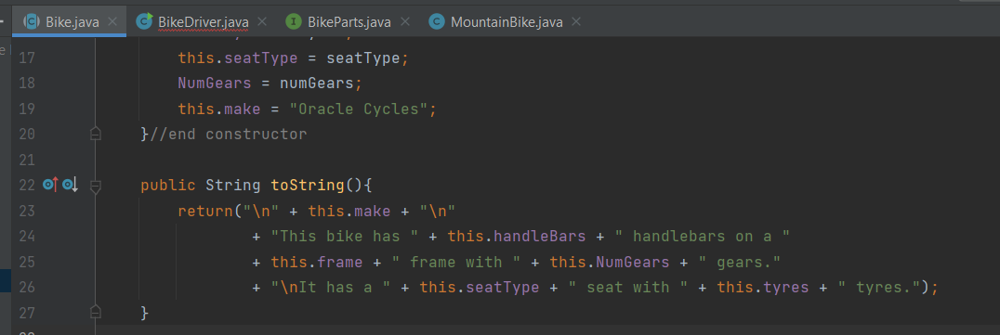 Bike.java BikeDriver.java BikeParts.java MountainBike.java
17 this.seatType = seatType;
18 NumGears = numGears;
19 this.make = "Oracle Cycles";
20 }//end constructor
21
22 public String toString(){
23 return("\n" + this.make + "\n"
24 + "This bike has " + this.handleBars + " handlebars on a "
25 + this.frame + " frame with " + this.NumGears + " gears."
26 + "\nIt has a " + this.seatType + " seat with " + this.tyres + " tyres.");
27 }